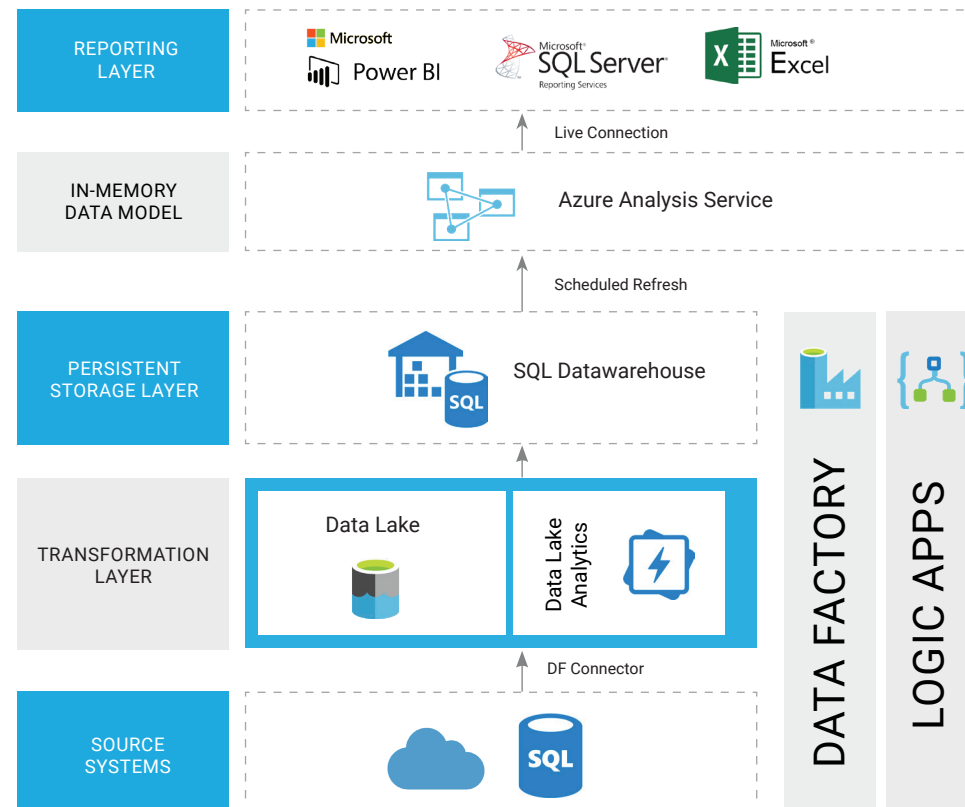 REPORTING
LAYER
Microsoft
Power BI
Microsoft®
SQL Server®
Reporting Services
X
Microsoft®
Excel
Live Connection
IN-MEMORY
DATA MODEL
Azure Analysis Service
Scheduled Refresh
PERSISTENT
STORAGE LAYER
SQL
SQL Datawarehouse
TRANSFORMATION
LAYER
Data Lake
Data Lake
Analytics
DF Connector
SOURCE
SYSTEMS
SQL
DATA FACTORY
LOGIC APPS